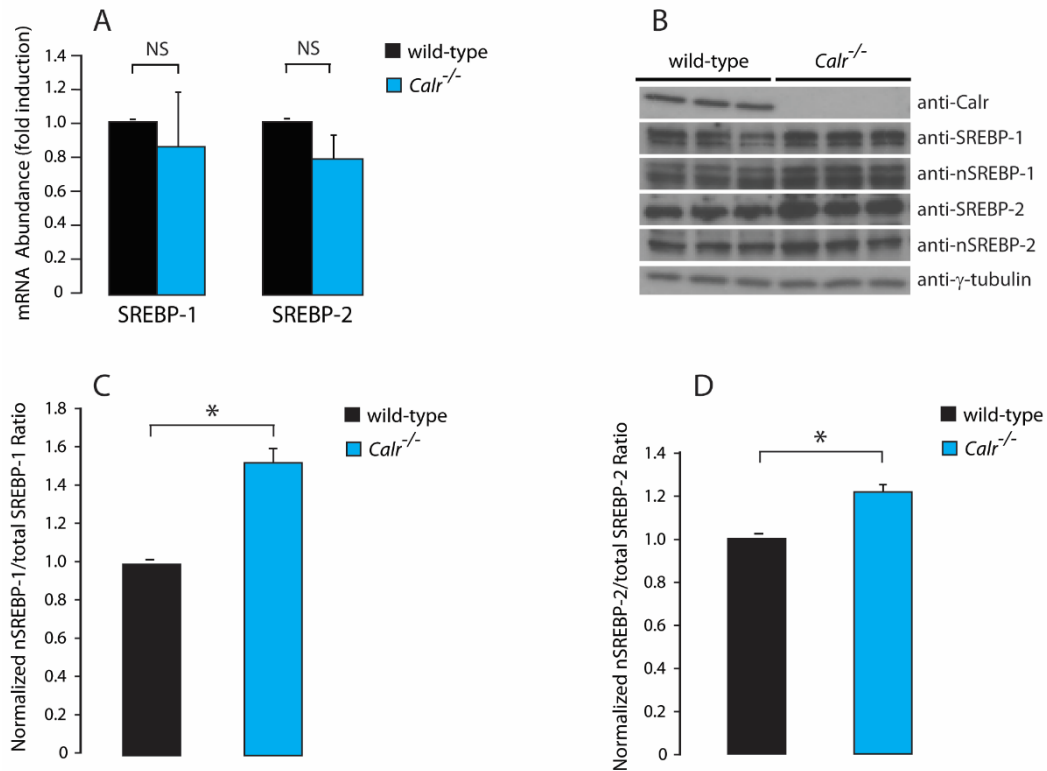 A
NS
NS
wild-type
Calr-/-
mRNA Abundance (fold induction)
1.4
1.2
1.0
0.8
0.6
0.4
0.2
0
SREBP-1
SREBP-2
B
wild-type
Calr-/-
anti-Calr
anti-SREBP-1
anti-nSREBP-1
anti-SREBP-2
anti-nSREBP-2
anti-γ-tubulin
C
wild-type
Calr-/-
*
Normalized nSREBP-1/total SREBP-1 Ratio
1.8
1.6
1.4
1.2
1.0
0.8
0.6
0.4
0.2
0
D
wild-type
Calr-/-
*
Normalized nSREBP-2/total SREBP-2 Ratio
1.4
1.2
1.0
0.8
0.6
0.4
0.2
0